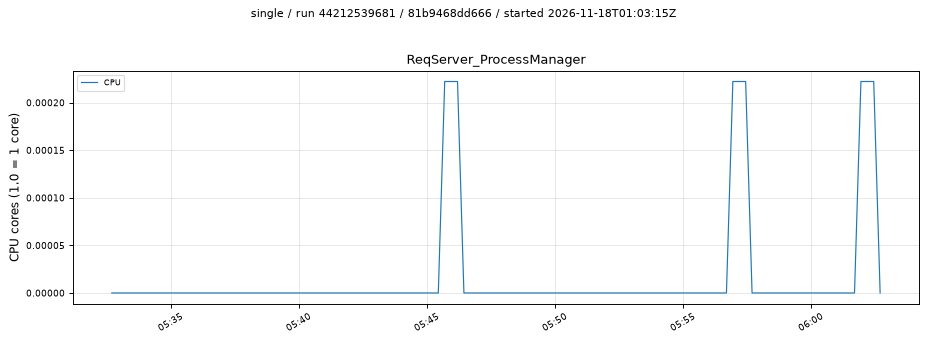 single / run 44212539681 / 81b9468dd666 / started 2026-11-18T01:03:15Z
ReqServer_ProcessManager
CPU
CPU cores (1.0 = 1 core)
0.00020
0.00015
0.00010
0.00005
0.00000
05:35
05:40
05:45
05:50
05:55
06:00